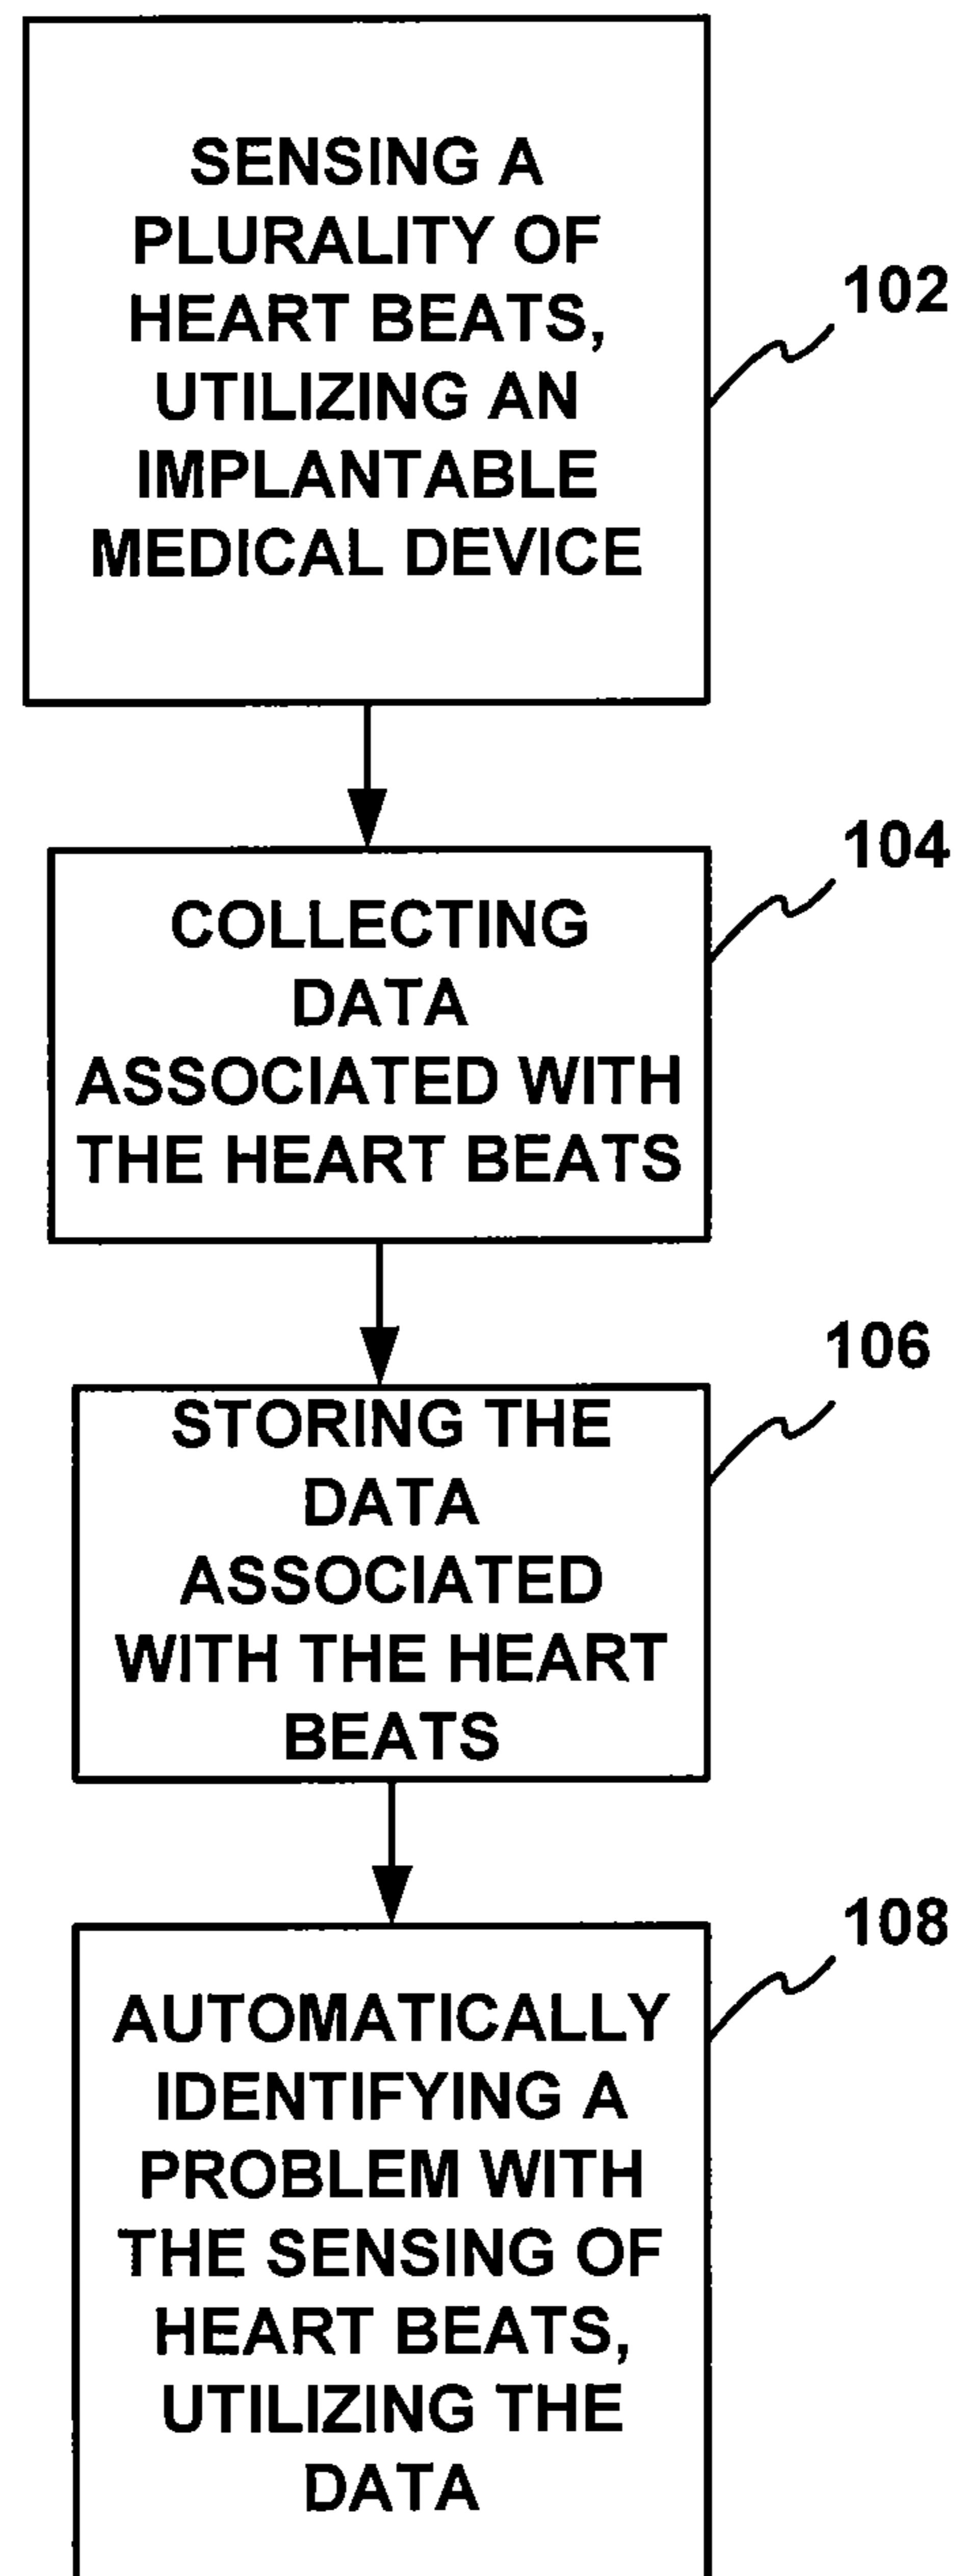 SENSING A
PLURALITY OF
HEART BEATS,
UTILIZING AN
IMPLANTABLE
MEDICAL DEVICE
102
COLLECTING
DATA
ASSOCIATED WITH
THE HEART BEATS
104
STORING THE
DATA
ASSOCIATED
WITH THE HEART
BEATS
106
AUTOMATICALLY
IDENTIFYING A
PROBLEM WITH
THE SENSING OF
HEART BEATS,
UTILIZING THE
DATA
108